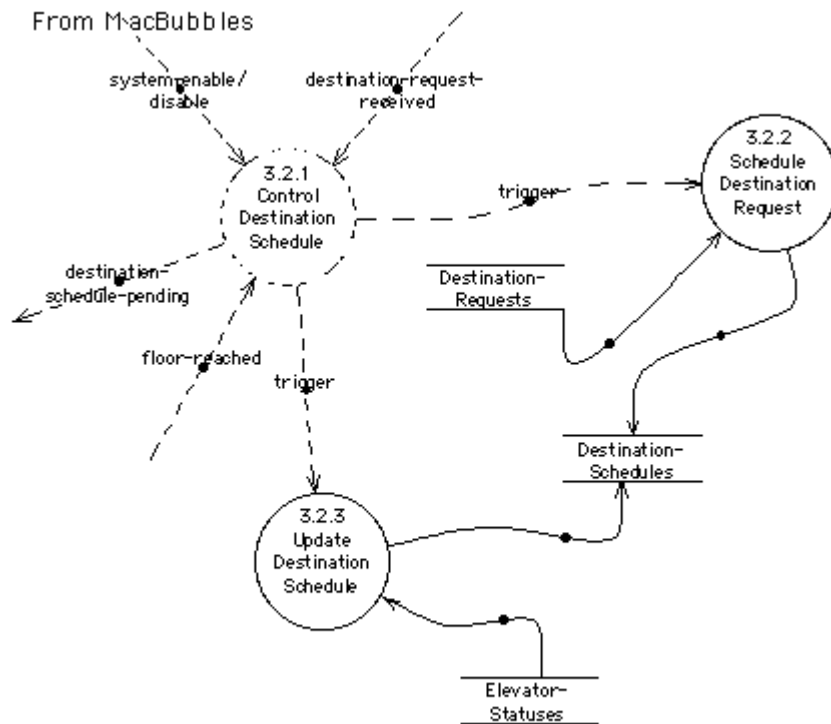 From MacBubbles
system-enable/
disable
destination-request-
received
3.2.1
Control
Destination
Schedule
trigger
3.2.2
Schedule
Destination
Request
destination-
schedule-pending
Destination-
Requests
floor-reached
trigger
Destination-
Schedules
3.2.3
Update
Destination
Schedule
Elevator-
Statuses